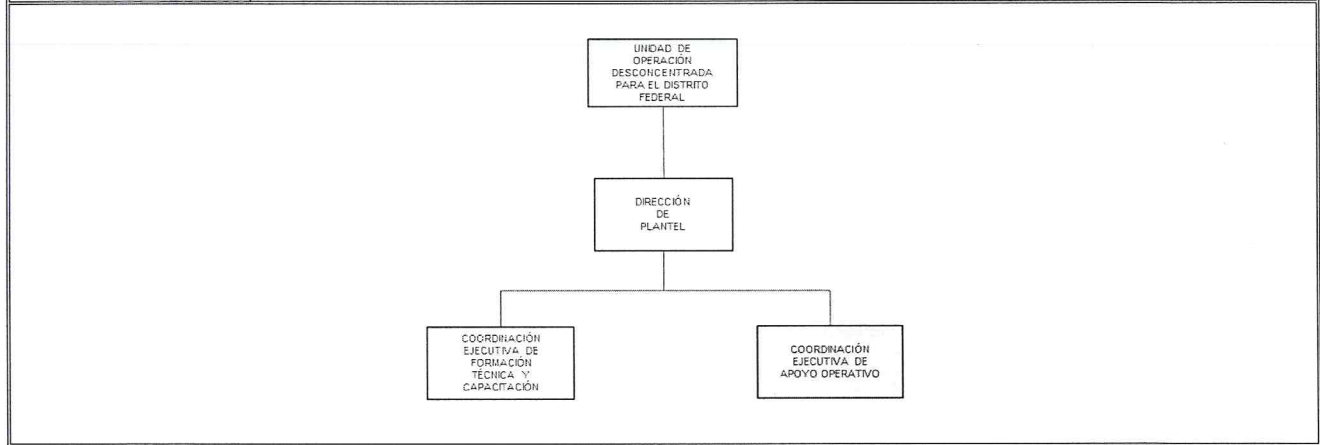 UNIDAD DE
OPERACIÓN
DESCONCENTRADA
PARA EL DISTRITO
FEDERAL
DIRECCIÓN
DE
PLANTEL
COORDINACIÓN
EJECUTIVA DE
FORMACIÓN
TÉCNICA Y
CAPACITACIÓN
COORDINACIÓN
EJECUTIVA DE
APOYO OPERATIVO